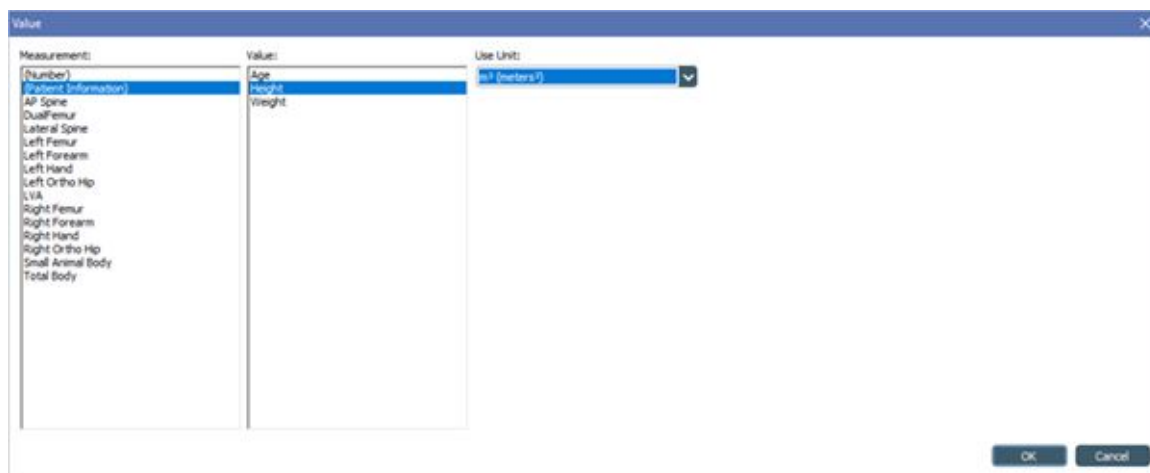 Value
Measurement:
(Number)
(Patient Information)
AP Spine
DualFemur
Lateral Spine
Left Femur
Left Forearm
Left Hand
Left Ortho Hip
LVA
Right Femur
Right Forearm
Right Hand
Right Ortho Hip
Small Animal Body
Total Body
Value:
Age
Height
Weight
Use Unit:
m² (meters²)
OK
Cancel